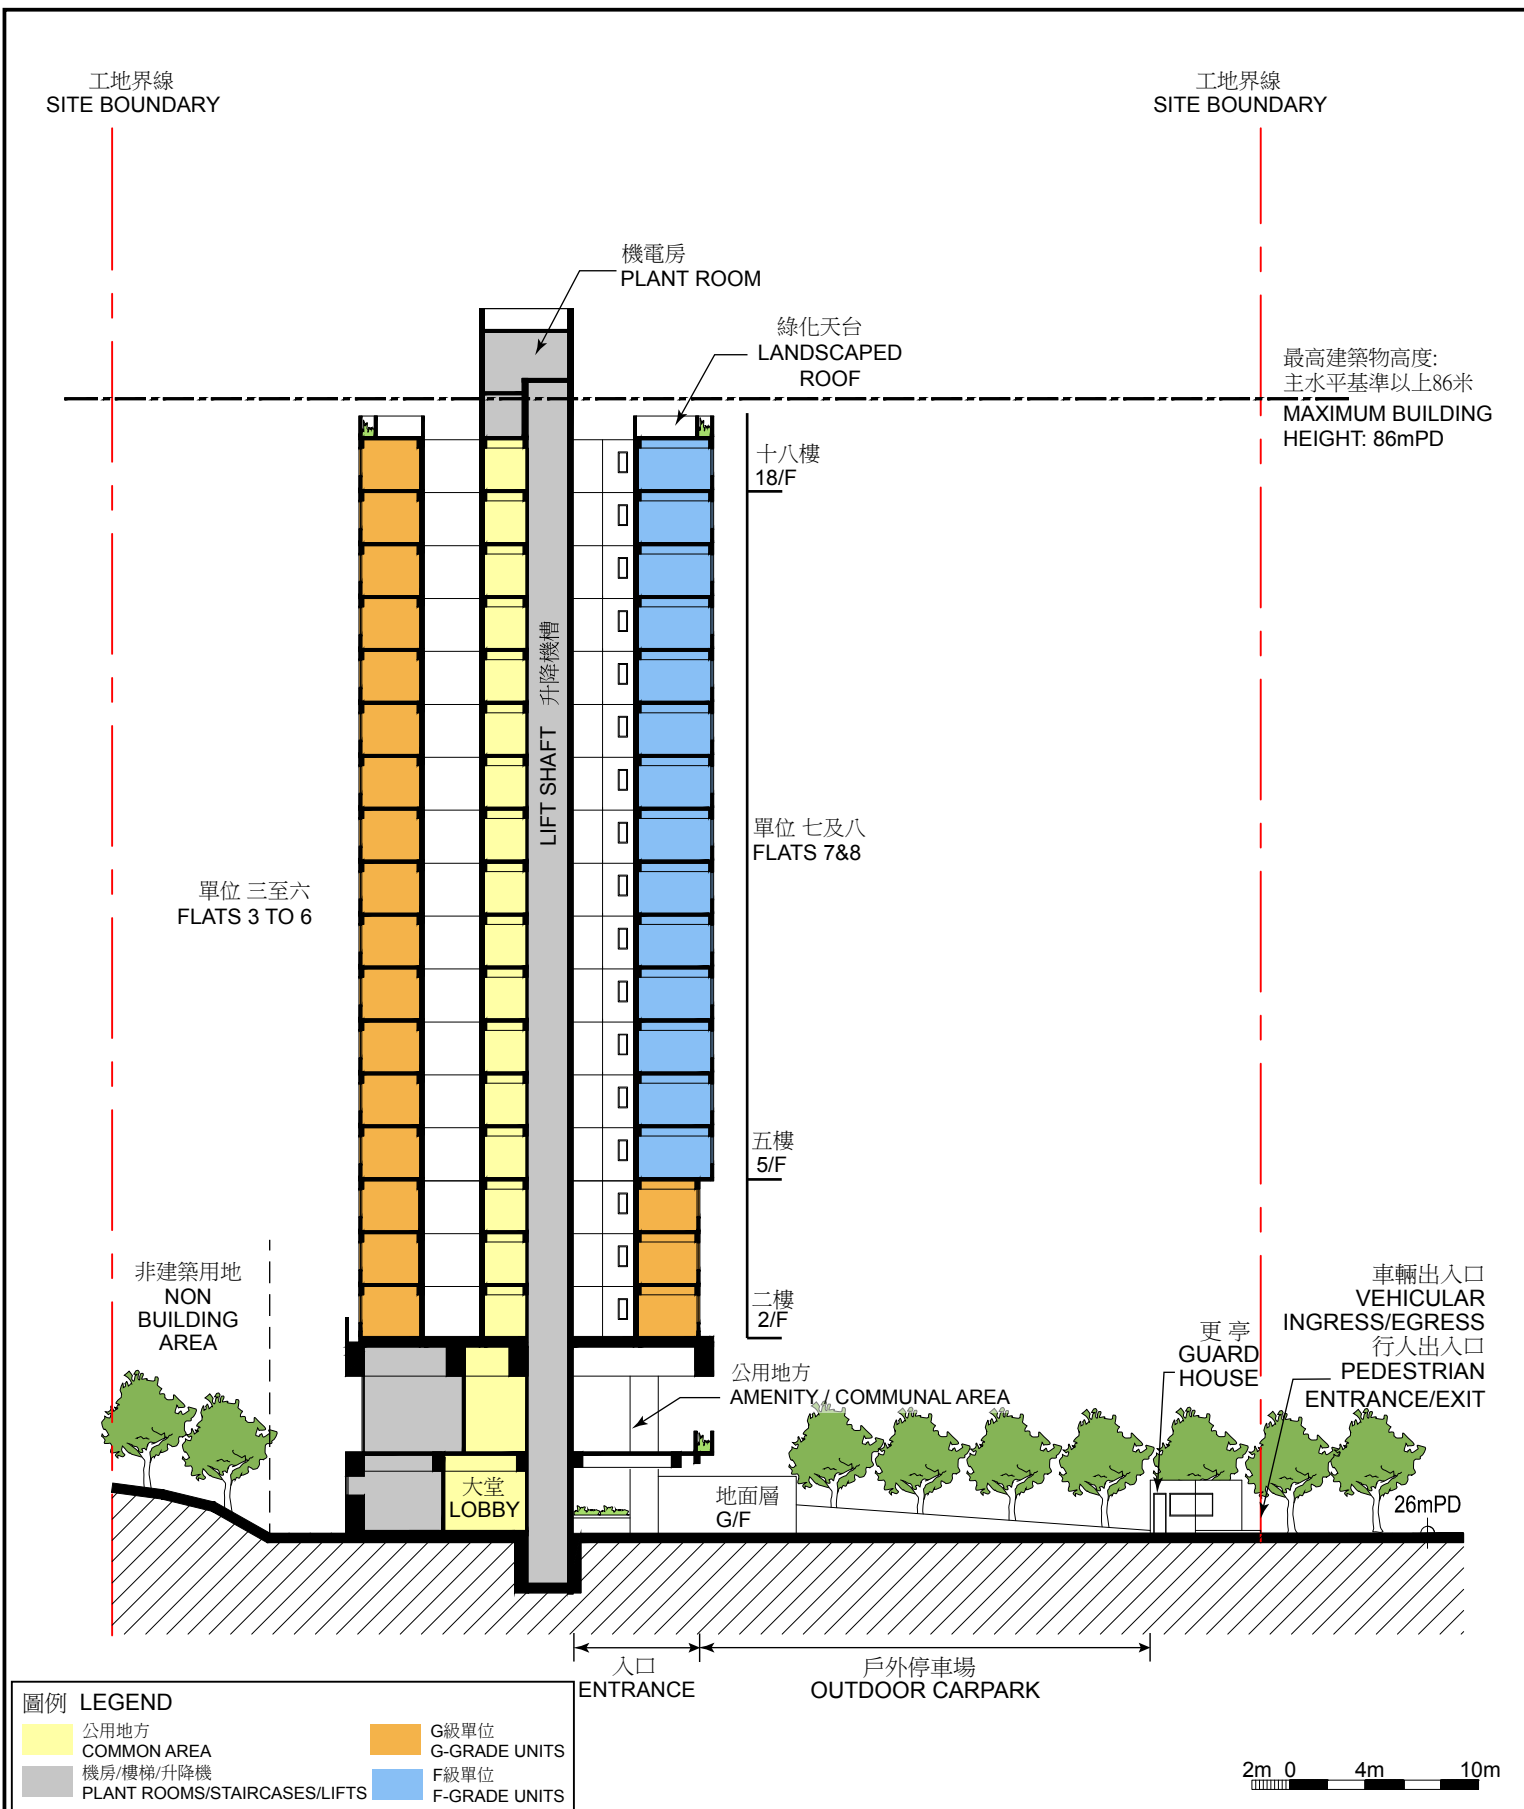 工地界線
SITE BOUNDARY
工地界線
SITE BOUNDARY
機電房
PLANT ROOM
綠化天台
LANDSCAPED
ROOF
最高建築物高度:
主水平基準以上86米
MAXIMUM BUILDING
HEIGHT: 86mPD
十八樓
18/F
升降機槽
LIFT SHAFT
單位 七及八
FLATS 7&8
單位 三至六
FLATS 3 TO 6
五樓
5/F
二樓
2/F
非建築用地
NON
BUILDING
AREA
車輛出入口
VEHICULAR
INGRESS/EGRESS
行人出入口
PEDESTRIAN
ENTRANCE/EXIT
更亭
GUARD
HOUSE
公用地方
AMENITY / COMMUNAL AREA
大堂
LOBBY
地面層
G/F
26mPD
入口
ENTRANCE
戶外停車場
OUTDOOR CARPARK
圖例 LEGEND
公用地方
COMMON AREA
機房/樓梯/升降機
PLANT ROOMS/STAIRCASES/LIFTS
G級單位
G-GRADE UNITS
F級單位
F-GRADE UNITS
2m 0 4m 10m